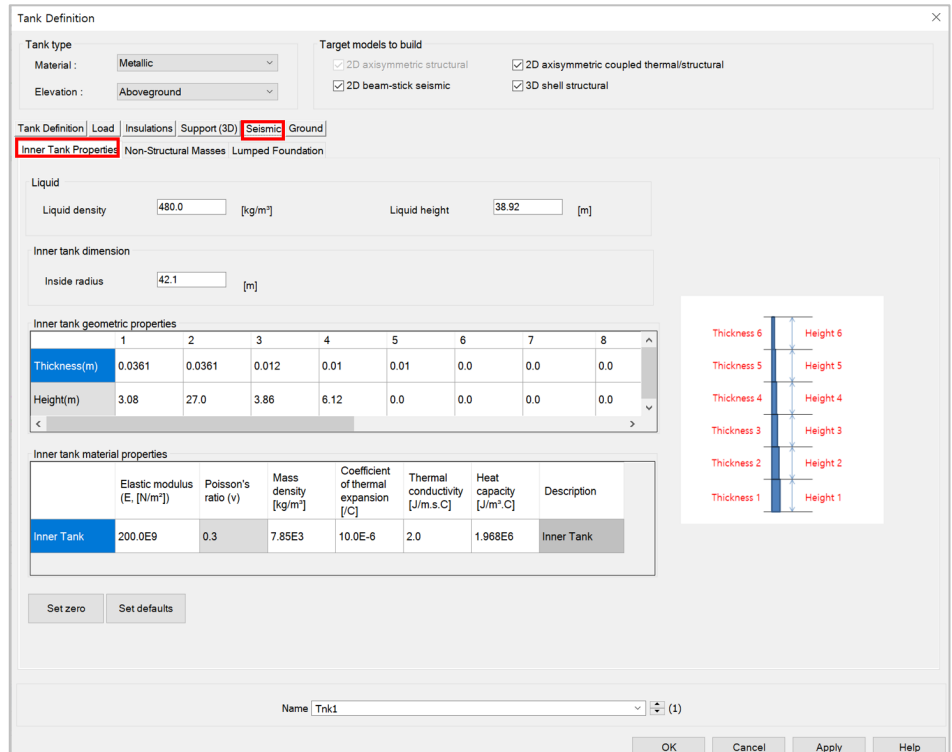 Tank Definition
Tank type
Material :
Metallic
Elevation :
Aboveground
Target models to build
2D axisymmetric structural
2D axisymmetric coupled thermal/structural
2D beam-stick seismic
3D shell structural
Tank Definition Load Insulations Support (3D) Seismic Ground
Inner Tank Properties Non-Structural Masses Lumped Foundation
Liquid
Liquid density 480.0 [kg/m³] Liquid height 38.92 [m]
Inner tank dimension
Inside radius 42.1 [m]
Inner tank geometric properties
1 2 3 4 5 6 7 8
Thickness(m) 0.0361 0.0361 0.012 0.01 0.01 0.0 0.0 0.0
Height(m) 3.08 27.0 3.86 6.12 0.0 0.0 0.0 0.0
Inner tank material properties
Elastic modulus (E, [N/m²])
Poisson's ratio (v)
Mass density [kg/m³]
Coefficient of thermal expansion [/C]
Thermal conductivity [J/m.s.C]
Heat capacity [J/m³.C]
Description
Inner Tank 200.0E9 0.3 7.85E3 10.0E-6 2.0 1.968E6 Inner Tank
Set zero Set defaults
Thickness 6 Height 6
Thickness 5 Height 5
Thickness 4 Height 4
Thickness 3 Height 3
Thickness 2 Height 2
Thickness 1 Height 1
Name Tnk1 (1)
OK Cancel Apply Help